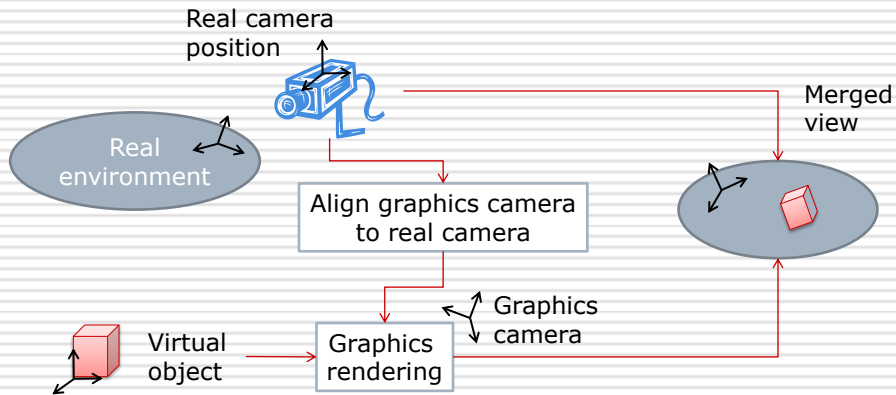 Real camera
position
Merged
view
Real
environment
Align graphics camera
to real camera
Graphics
camera
Virtual
object
Graphics
rendering